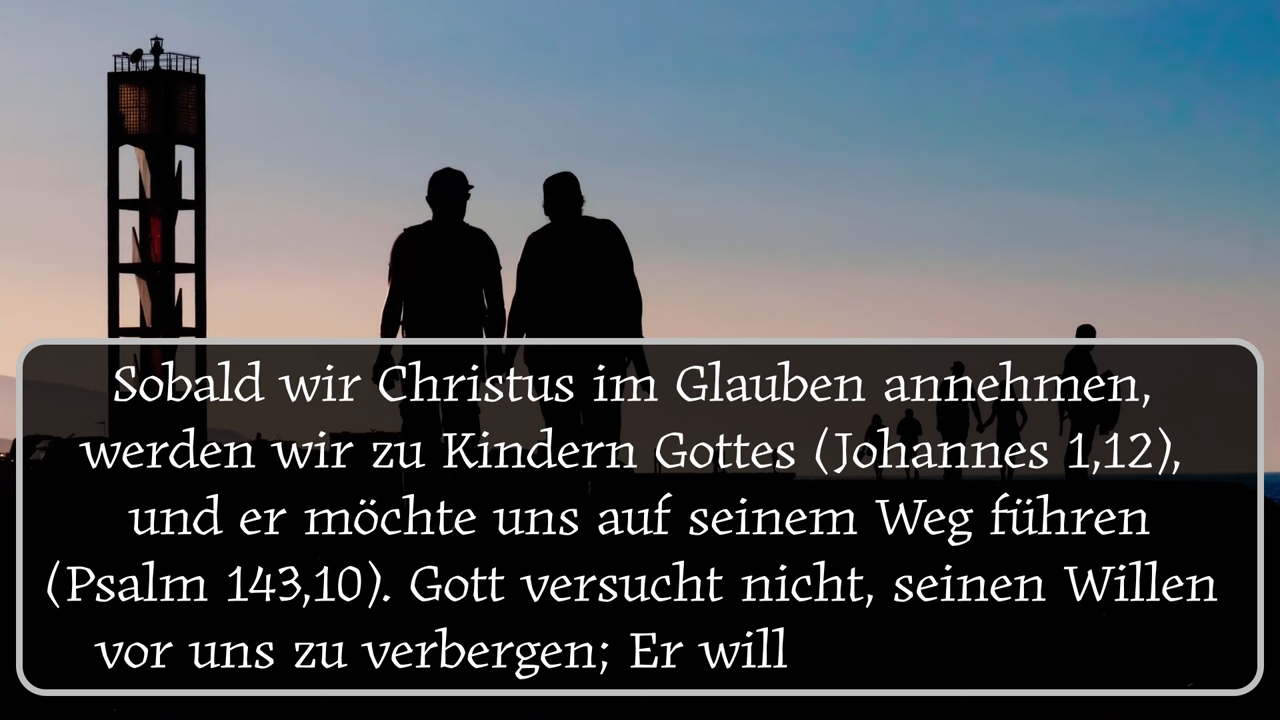 Sobald wir Christus im Glauben annehmen,
werden wir zu Kindern Gottes (Johannes 1,12),
und er möchte uns auf seinem Weg führen
(Psalm 143,10). Gott versucht nicht, seinen Willen
vor uns zu verbergen; Er will